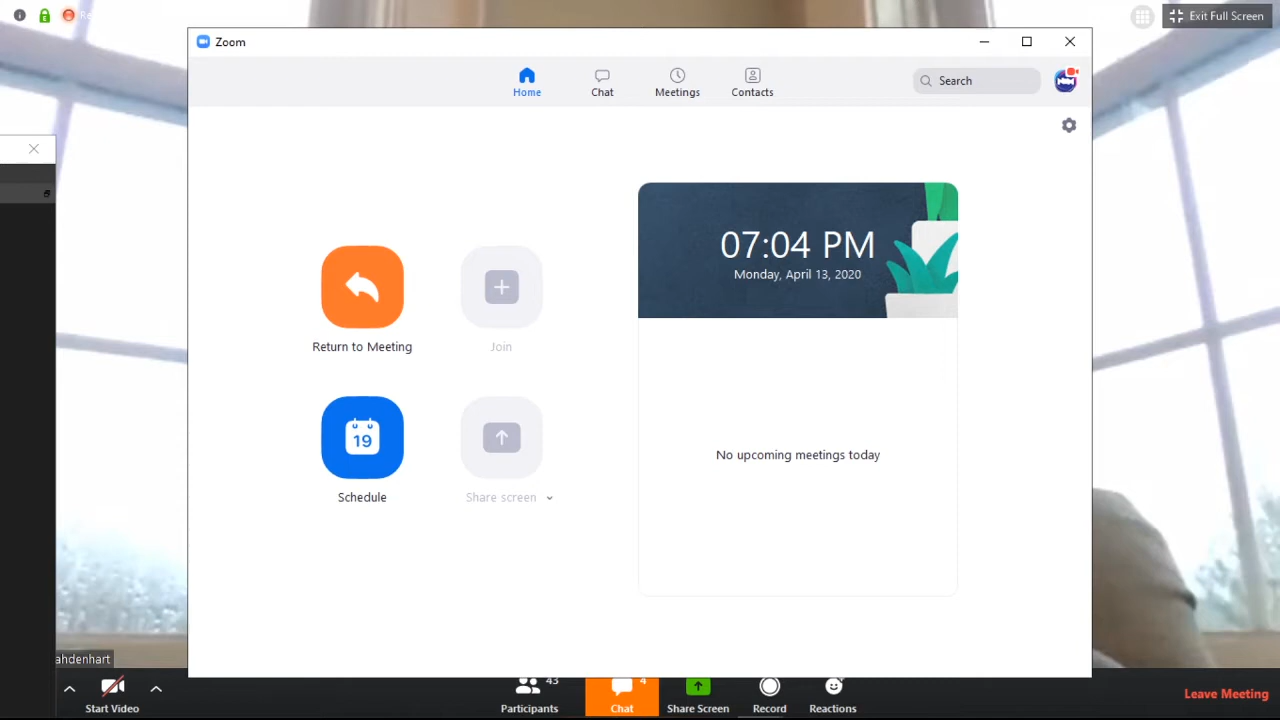 Exit Full Screen
Zoom
Home
Chat
Meetings
Contacts
Search
07:04 PM
Monday, April 13, 2020
Return to Meeting
Join
19
Schedule
Share screen
No upcoming meetings today
ahdenhart
Start Video
43
Participants
4
Chat
Share Screen
Record
Reactions
Leave Meeting